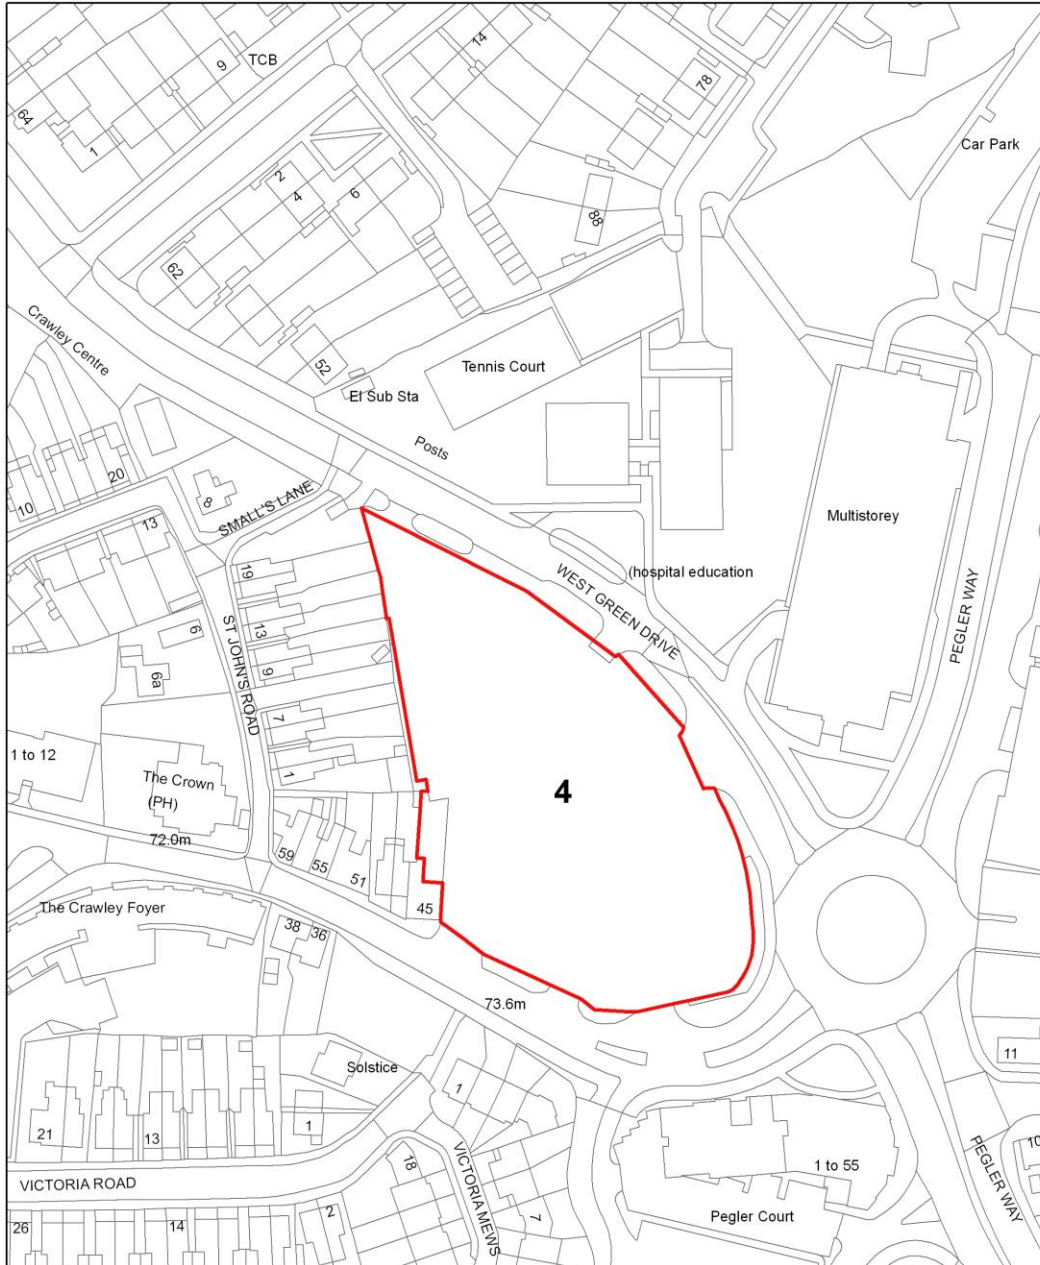 14
9
TCB
78
64
1
Car Park
2
4
6
88
62
Crawley Centre
52
Tennis Court
El Sub Sta
Posts
20
10
8
SMALL'S LANE
13
Multistorey
19
WEST GREEN DRIVE
(hospital education
PEGLER WAY
13
6
ST JOHN'S ROAD
9
6a
7
1 to 12
1
The Crown
(PH)
4
72.0m
59
55
51
45
The Crawley Foyer
38
36
73.6m
11
Solstice
1
21
13
1
10
18
VICTORIA MEWS
1 to 55
PEGLER WAY
VICTORIA ROAD
26
14
2
7
Pegler Court